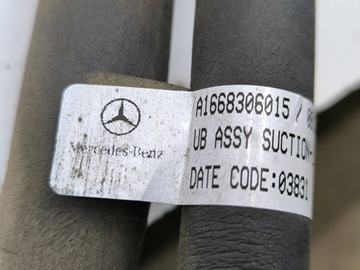 Mercedes-Benz
A1668306015 /
UB ASSY SUCTION
DATE CODE:03831